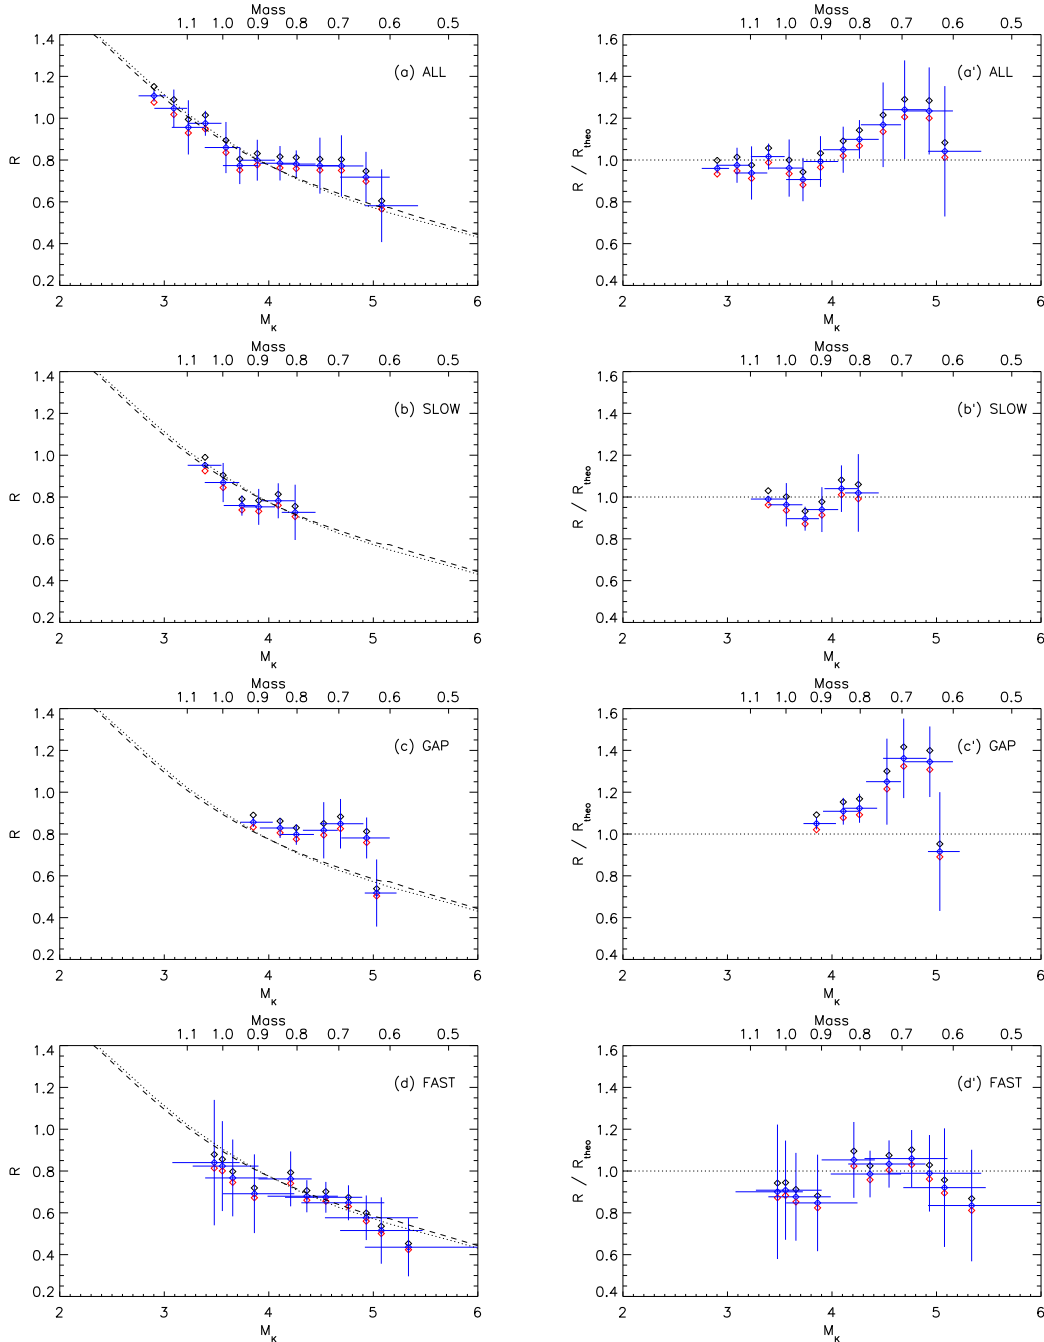 Mass Mass
1.1 1.0 0.9 0.8 0.7 0.6 0.5 1.1 1.0 0.9 0.8 0.7 0.6 0.5
1.4 1.6
(a) ALL (a') ALL
1.2 1.4
1.0 1.2
R R / Rtheo
0.8 1.0
0.6 0.8
0.4 0.6
0.2 0.4
2 3 4 5 6 2 3 4 5 6
MK MK
Mass Mass
1.1 1.0 0.9 0.8 0.7 0.6 0.5 1.1 1.0 0.9 0.8 0.7 0.6 0.5
1.4 1.6
(b) SLOW (b') SLOW
1.2 1.4
1.0 1.2
R R / Rtheo
0.8 1.0
0.6 0.8
0.4 0.6
0.2 0.4
2 3 4 5 6 2 3 4 5 6
MK MK
Mass Mass
1.1 1.0 0.9 0.8 0.7 0.6 0.5 1.1 1.0 0.9 0.8 0.7 0.6 0.5
1.4 1.6
(c) GAP (c') GAP
1.2 1.4
1.0 1.2
R R / Rtheo
0.8 1.0
0.6 0.8
0.4 0.6
0.2 0.4
2 3 4 5 6 2 3 4 5 6
MK MK
Mass Mass
1.1 1.0 0.9 0.8 0.7 0.6 0.5 1.1 1.0 0.9 0.8 0.7 0.6 0.5
1.4 1.6
(d) FAST (d') FAST
1.2 1.4
1.0 1.2
R R / Rtheo
0.8 1.0
0.6 0.8
0.4 0.6
0.2 0.4
2 3 4 5 6 2 3 4 5 6
MK MK